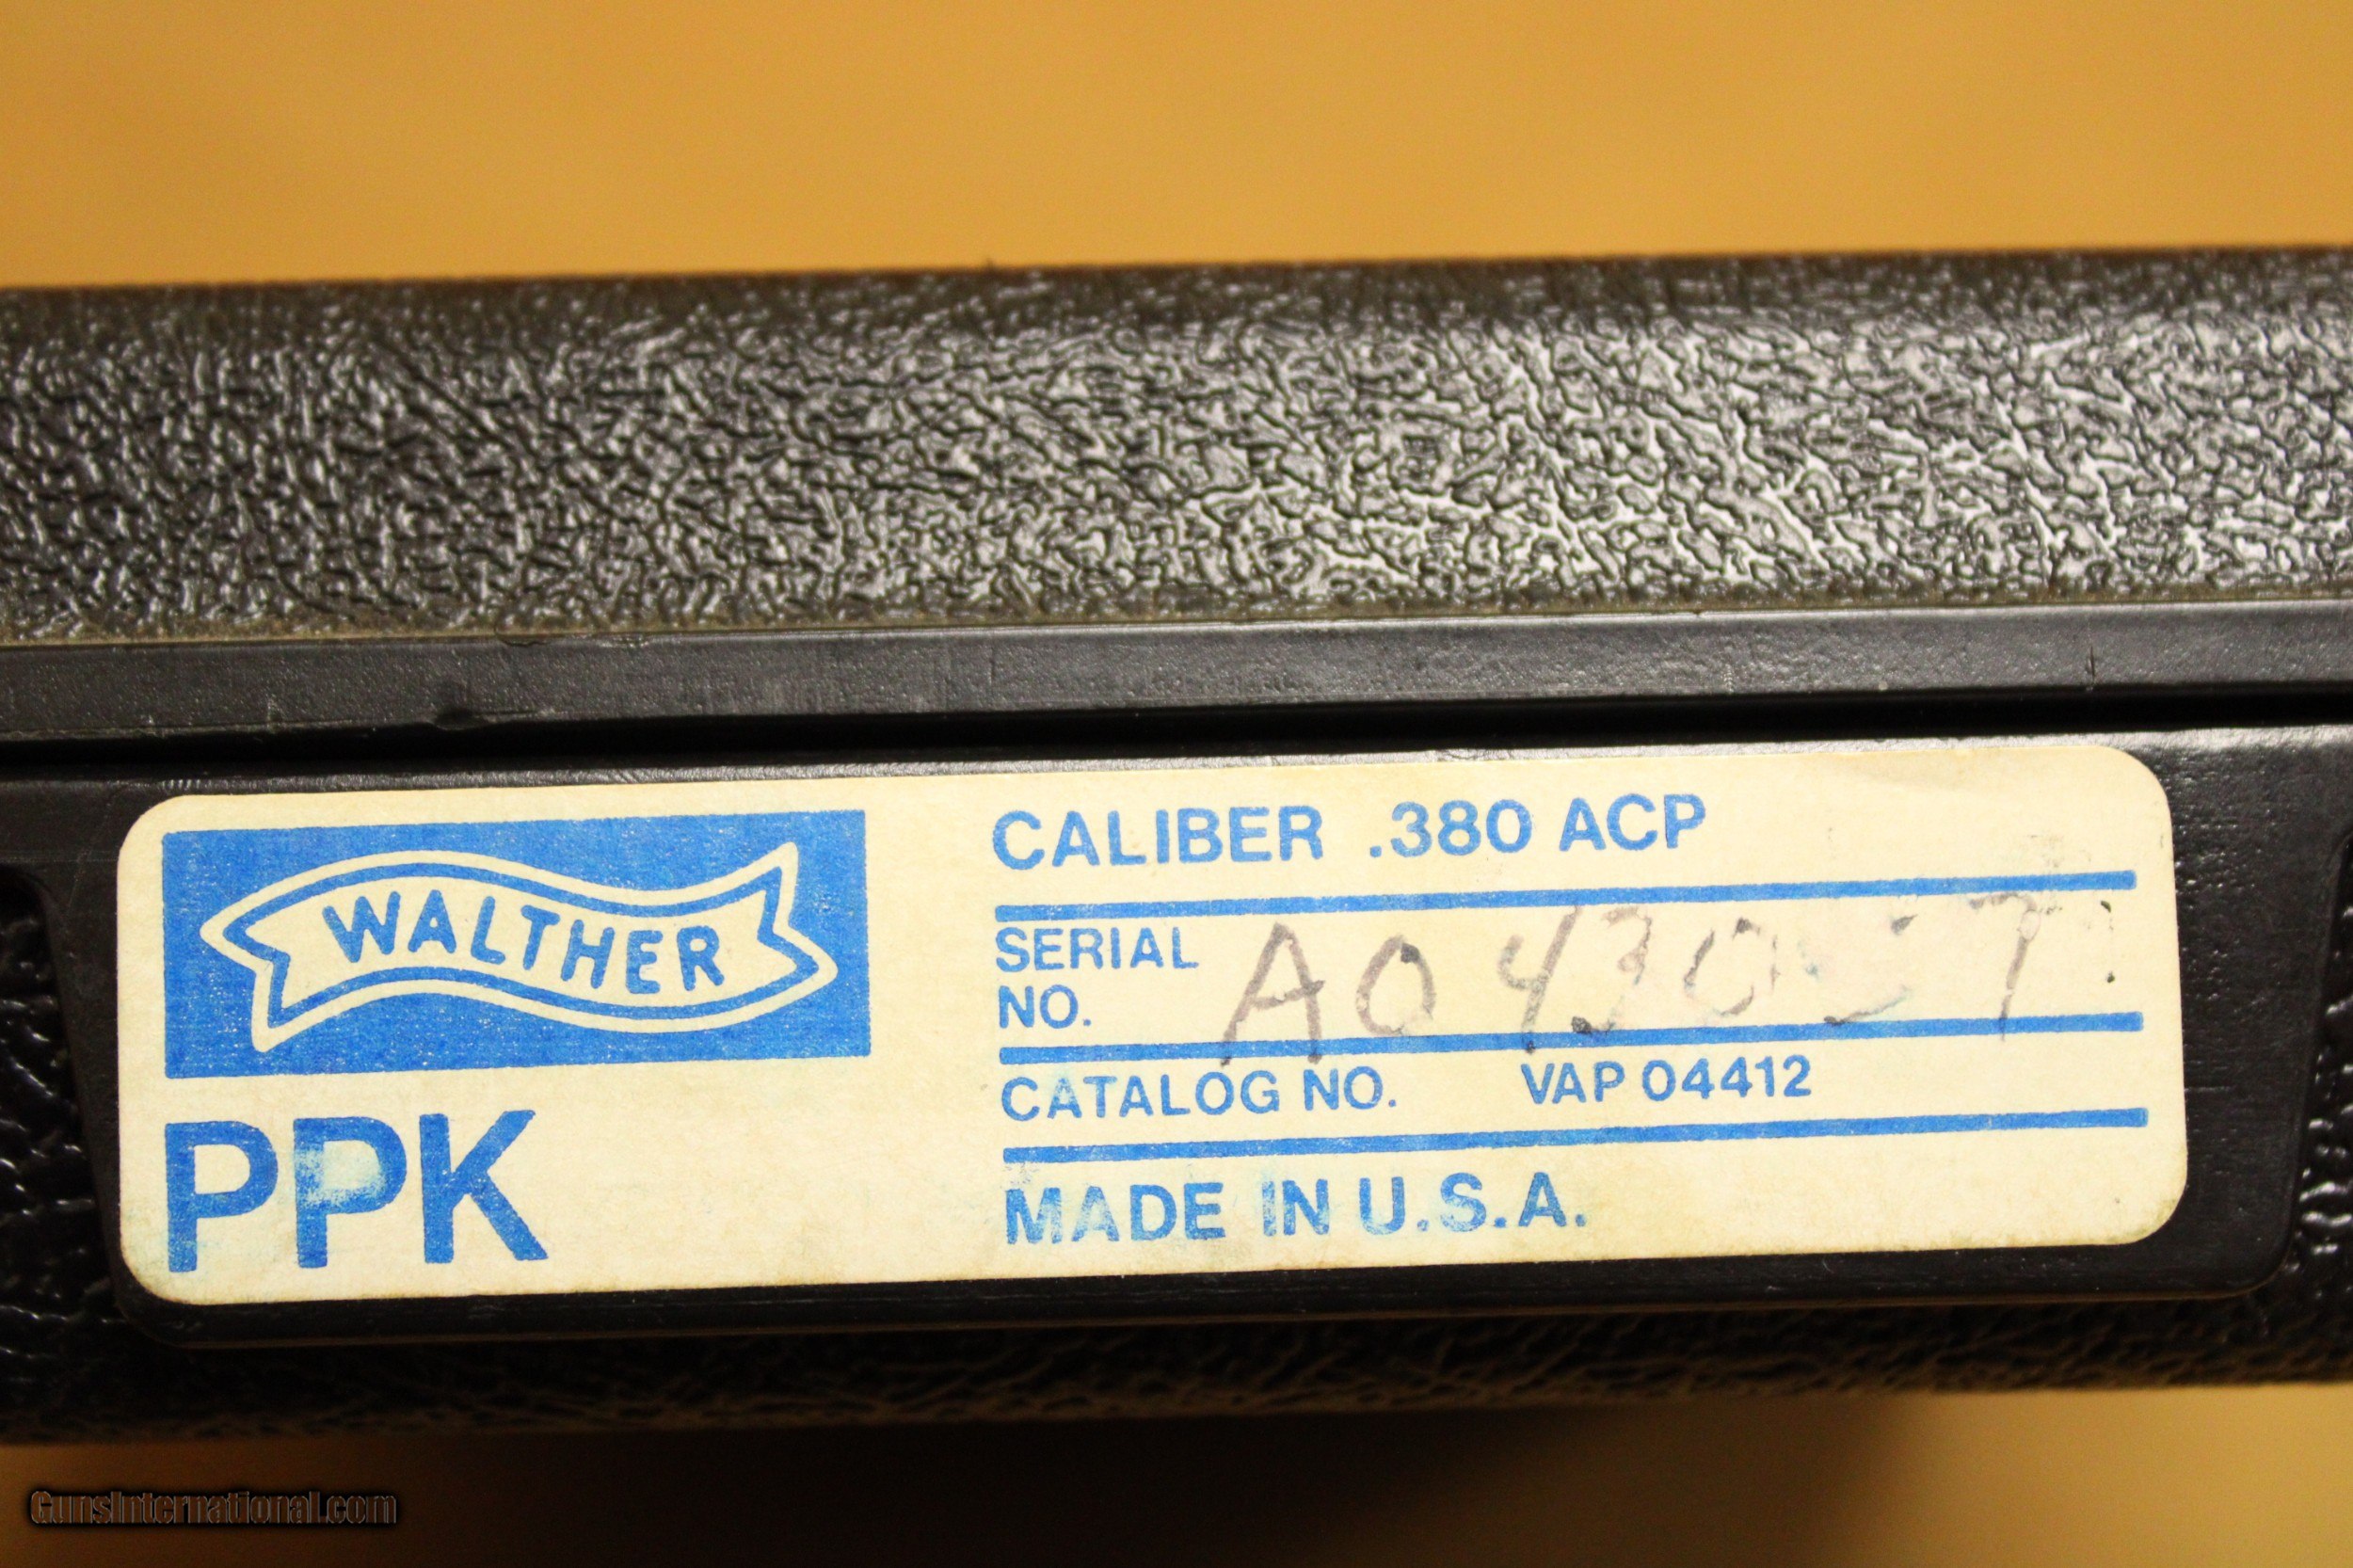 WALTHER
PPK
CALIBER .380 ACP
SERIAL
NO.
CATALOG NO. VAP 04412
MADE IN U.S.A.
GunsInternational.com